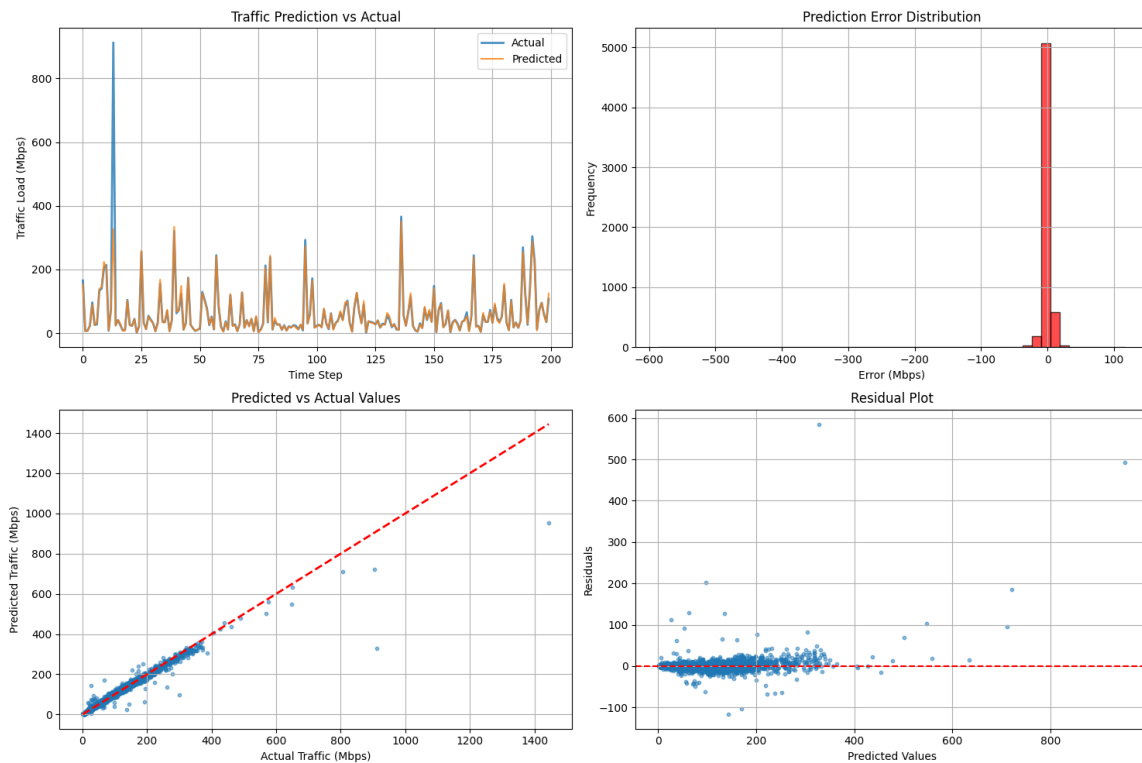 Traffic Prediction vs Actual
Actual
Predicted
Traffic Load (Mbps)
800
600
400
200
0
0 25 50 75 100 125 150 175 200
Time Step
Prediction Error Distribution
Frequency
5000
4000
3000
2000
1000
0
−600 −500 −400 −300 −200 −100 0 100
Error (Mbps)
Predicted vs Actual Values
Predicted Traffic (Mbps)
1400
1200
1000
800
600
400
200
0
0 200 400 600 800 1000 1200 1400
Actual Traffic (Mbps)
Residual Plot
Residuals
600
500
400
300
200
100
0
−100
0 200 400 600 800
Predicted Values